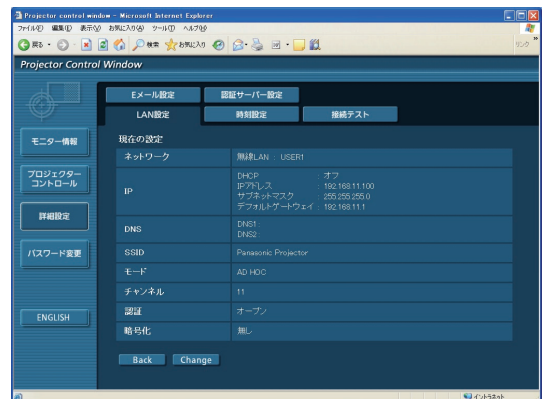 Projector control window - Microsoft Internet Explorer
ファイル(F) 編集(E) 表示(V) お気に入り(A) ツール(T) ヘルプ(H)
戻る 検索 お気に入り リンク
Projector Control Window
Eメール設定 認証サーバー設定
LAN設定 時刻設定 接続テスト
モニター情報
プロジェクター
コントロール
詳細設定
パスワード変更
ENGLISH
現在の設定
ネットワーク 無線LAN : USER1
IP
DHCP : オフ
IPアドレス : 192.168.11.100
サブネットマスク : 255.255.255.0
デフォルトゲートウェイ : 192.168.11.1
DNS
DNS1 :
DNS2 :
SSID Panasonic Projector
モード AD HOC
チャンネル 11
認証 オープン
暗号化 無し
Back Change
イントラネット